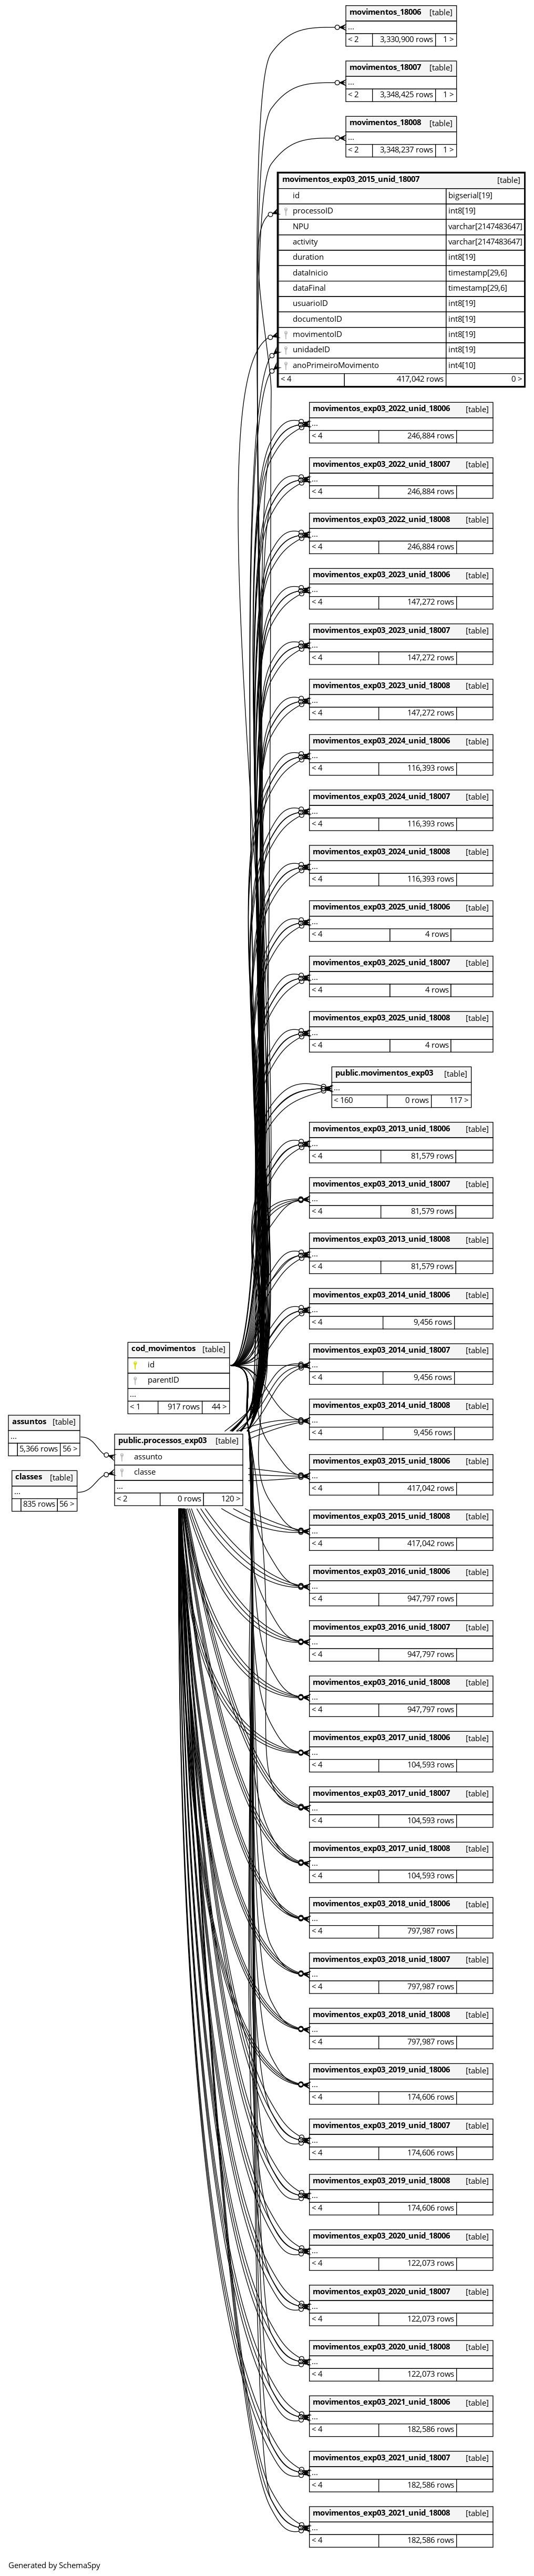 movimentos_18006 [table]
...
< 2 3,330,900 rows 1 >
movimentos_18007 [table]
...
< 2 3,348,425 rows 1 >
movimentos_18008 [table]
...
< 2 3,348,237 rows 1 >
movimentos_exp03_2015_unid_18007 [table]
id bigserial[19]
processoID int8[19]
NPU varchar[2147483647]
activity varchar[2147483647]
duration int8[19]
dataInicio timestamp[29,6]
dataFinal timestamp[29,6]
usuarioID int8[19]
documentoID int8[19]
movimentoID int8[19]
unidadeID int8[19]
anoPrimeiroMovimento int4[10]
< 4 417,042 rows 0 >
movimentos_exp03_2022_unid_18006 [table]
...
< 4 246,884 rows
movimentos_exp03_2022_unid_18007 [table]
...
< 4 246,884 rows
movimentos_exp03_2022_unid_18008 [table]
...
< 4 246,884 rows
movimentos_exp03_2023_unid_18006 [table]
...
< 4 147,272 rows
movimentos_exp03_2023_unid_18007 [table]
...
< 4 147,272 rows
movimentos_exp03_2023_unid_18008 [table]
...
< 4 147,272 rows
movimentos_exp03_2024_unid_18006 [table]
...
< 4 116,393 rows
movimentos_exp03_2024_unid_18007 [table]
...
< 4 116,393 rows
movimentos_exp03_2024_unid_18008 [table]
...
< 4 116,393 rows
movimentos_exp03_2025_unid_18006 [table]
...
< 4 4 rows
movimentos_exp03_2025_unid_18007 [table]
...
< 4 4 rows
movimentos_exp03_2025_unid_18008 [table]
...
< 4 4 rows
public.movimentos_exp03 [table]
...
< 160 0 rows 117 >
movimentos_exp03_2013_unid_18006 [table]
...
< 4 81,579 rows
movimentos_exp03_2013_unid_18007 [table]
...
< 4 81,579 rows
movimentos_exp03_2013_unid_18008 [table]
...
< 4 81,579 rows
movimentos_exp03_2014_unid_18006 [table]
...
< 4 9,456 rows
movimentos_exp03_2014_unid_18007 [table]
...
< 4 9,456 rows
movimentos_exp03_2014_unid_18008 [table]
...
< 4 9,456 rows
cod_movimentos [table]
id
parentID
...
< 1 917 rows 44 >
assuntos [table]
...
5,366 rows 56 >
classes [table]
...
835 rows 56 >
public.processos_exp03 [table]
assunto
classe
...
< 2 0 rows 120 >
movimentos_exp03_2015_unid_18006 [table]
...
< 4 417,042 rows
movimentos_exp03_2015_unid_18008 [table]
...
< 4 417,042 rows
movimentos_exp03_2016_unid_18006 [table]
...
< 4 947,797 rows
movimentos_exp03_2016_unid_18007 [table]
...
< 4 947,797 rows
movimentos_exp03_2016_unid_18008 [table]
...
< 4 947,797 rows
movimentos_exp03_2017_unid_18006 [table]
...
< 4 104,593 rows
movimentos_exp03_2017_unid_18007 [table]
...
< 4 104,593 rows
movimentos_exp03_2017_unid_18008 [table]
...
< 4 104,593 rows
movimentos_exp03_2018_unid_18006 [table]
...
< 4 797,987 rows
movimentos_exp03_2018_unid_18007 [table]
...
< 4 797,987 rows
movimentos_exp03_2018_unid_18008 [table]
...
< 4 797,987 rows
movimentos_exp03_2019_unid_18006 [table]
...
< 4 174,606 rows
movimentos_exp03_2019_unid_18007 [table]
...
< 4 174,606 rows
movimentos_exp03_2019_unid_18008 [table]
...
< 4 174,606 rows
movimentos_exp03_2020_unid_18006 [table]
...
< 4 122,073 rows
movimentos_exp03_2020_unid_18007 [table]
...
< 4 122,073 rows
movimentos_exp03_2020_unid_18008 [table]
...
< 4 122,073 rows
movimentos_exp03_2021_unid_18006 [table]
...
< 4 182,586 rows
movimentos_exp03_2021_unid_18007 [table]
...
< 4 182,586 rows
movimentos_exp03_2021_unid_18008 [table]
...
< 4 182,586 rows
Generated by SchemaSpy